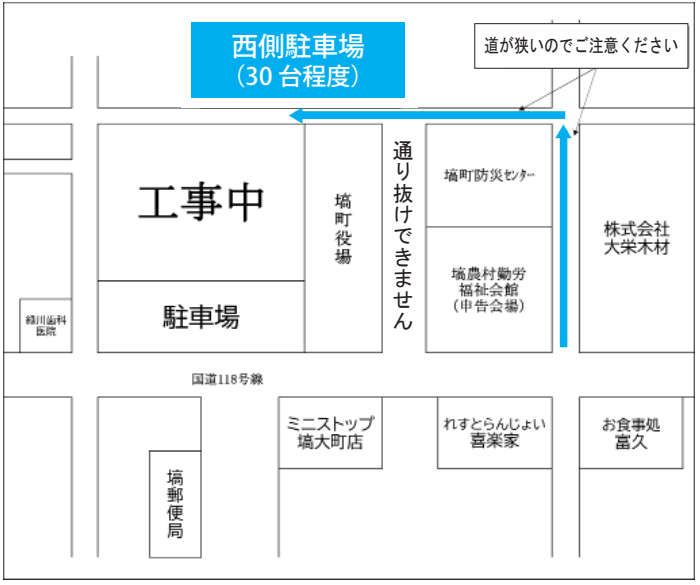 西側駐車場
（30 台程度）
道が狭いのでご注意ください
工事中
塙町役場
通り抜けできません
塙町防災センター
塙農村勤労
福祉会館
（申告会場）
株式会社
大栄木材
緑川歯科
医院
駐車場
国道118号線
ミニストップ
塙大町店
れすとらんじょい
喜楽家
お食事処
富久
塙郵便局